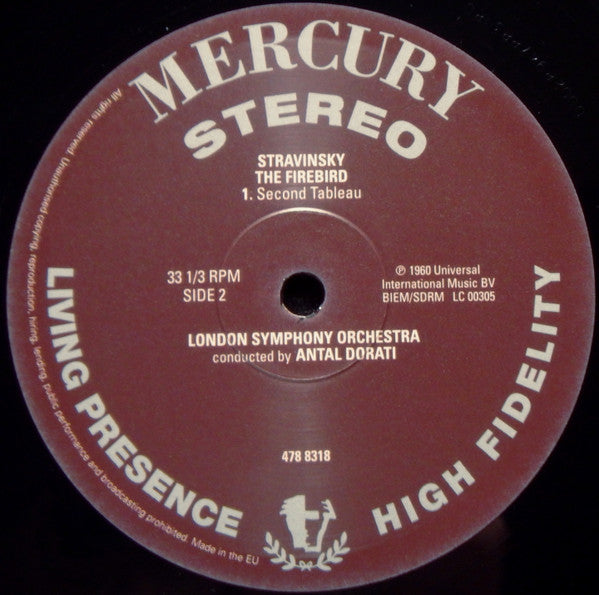 MERCURY
STEREO
STRAVINSKY
THE FIREBIRD
1. Second Tableau
33 1/3 RPM
SIDE 2
℗ 1960 Universal
International Music BV
BIEM/SDRM LC 00305
LONDON SYMPHONY ORCHESTRA
conducted by ANTAL DORATI
478 8318
LIVING PRESENCE
HIGH FIDELITY
All rights reserved. Unauthorised copying, reproduction, hiring, lending, public performance and broadcasting prohibited. Made in the EU